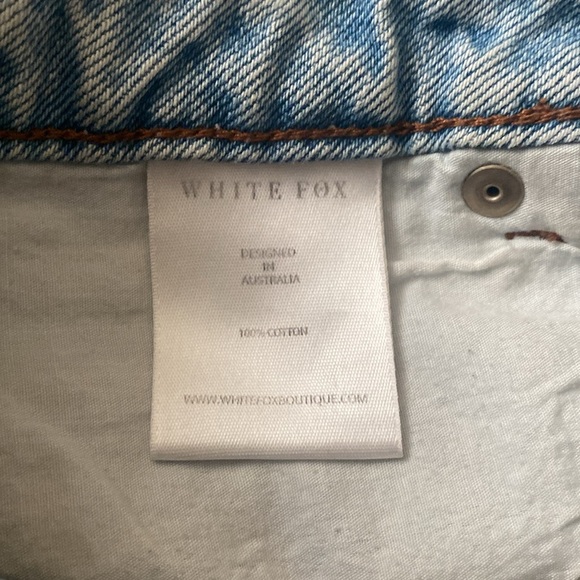 WHITE FOX
DESIGNED
IN
AUSTRALIA
100% COTTON
WWW.WHITEFOXBOUTIQUE.COM